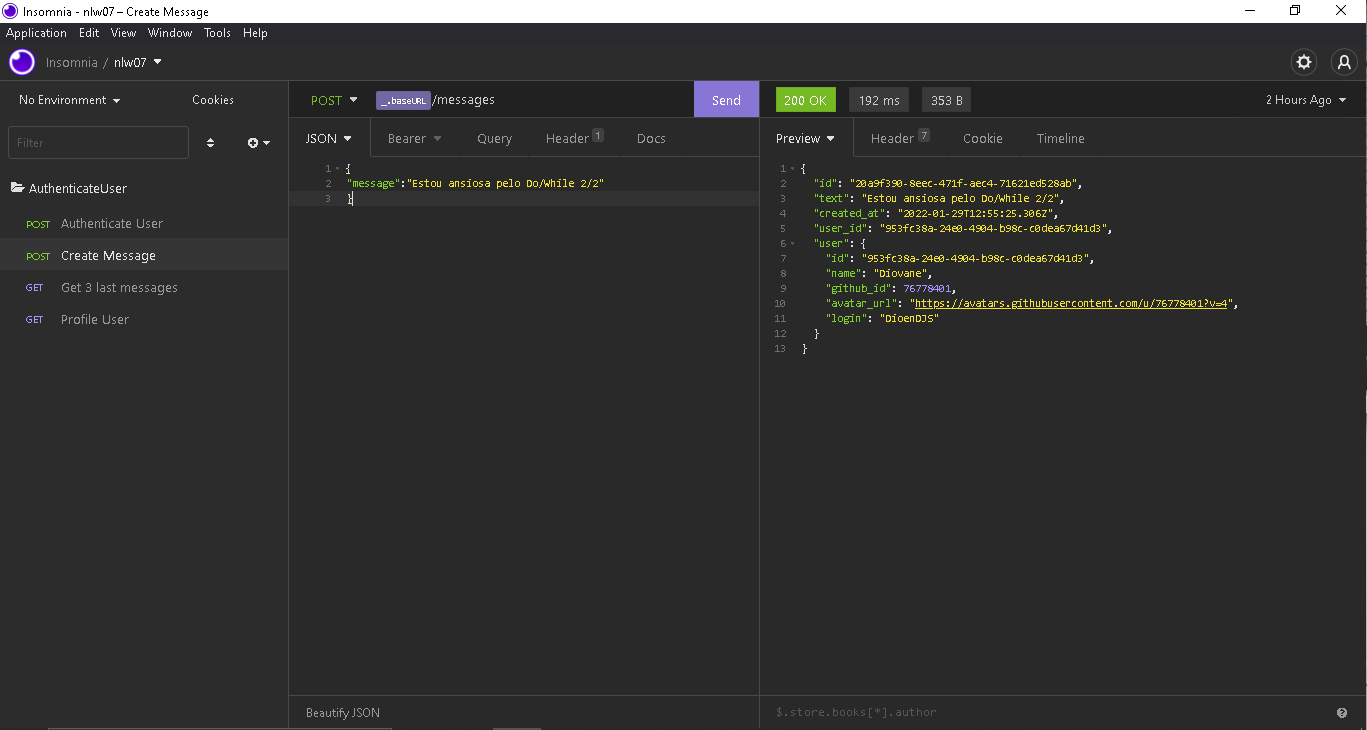 Insomnia - nlw07 – Create Message
Application Edit View Window Tools Help
Insomnia / nlw07
No Environment Cookies
Filter
AuthenticateUser
POST Authenticate User
POST Create Message
GET Get 3 last messages
GET Profile User
POST _.baseURL /messages Send
JSON Bearer Query Header 1 Docs
1 {
2 "message":"Estou ansiosa pelo Do/While 2/2"
3 }
Beautify JSON
200 OK 192 ms 353 B 2 Hours Ago
Preview Header 7 Cookie Timeline
1 {
2 "id": "20a9f390-8eec-471f-aec4-71621ed528ab",
3 "text": "Estou ansiosa pelo Do/While 2/2",
4 "created_at": "2022-01-29T12:55:25.306Z",
5 "user_id": "953fc38a-24e0-4904-b98c-c0dea67d41d3",
6 "user": {
7 "id": "953fc38a-24e0-4904-b98c-c0dea67d41d3",
8 "name": "Diovane",
9 "github_id": 76778401,
10 "avatar_url": "https://avatars.githubusercontent.com/u/76778401?v=4",
11 "login": "DioenDJS"
12 }
13 }
$.store.books[*].author